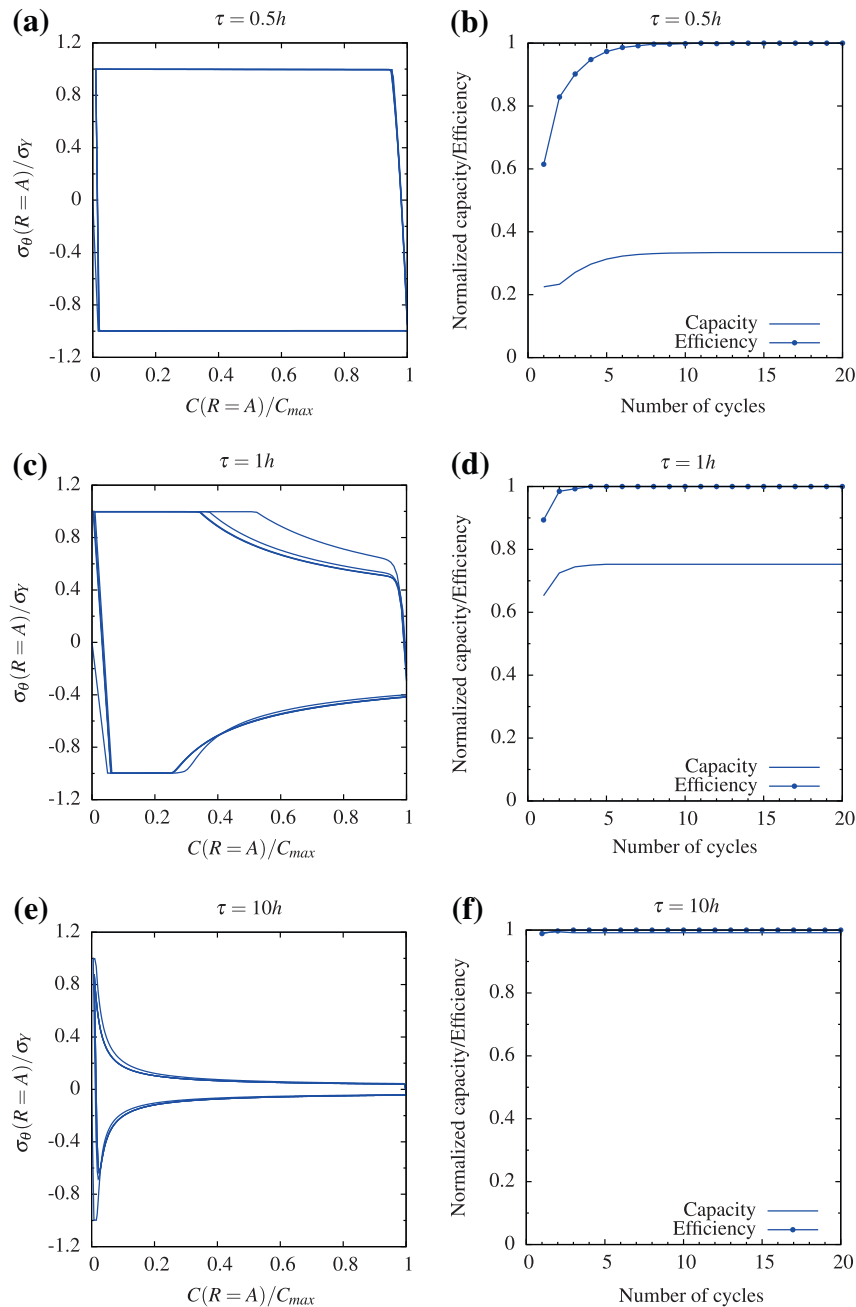 (a)
τ = 0.5h
1.2
0.8
0.4
0
-0.4
-0.8
-1.2
σθ(R = A)/σY
0
0.2
0.4
0.6
0.8
1
C(R = A)/Cmax
(b)
τ = 0.5h
1
0.8
0.6
0.4
0.2
0
Normalized capacity/Efficiency
Capacity
Efficiency
0
5
10
15
20
Number of cycles
(c)
τ = 1h
1.2
0.8
0.4
0
-0.4
-0.8
-1.2
σθ(R = A)/σY
0
0.2
0.4
0.6
0.8
1
C(R = A)/Cmax
(d)
τ = 1h
1
0.8
0.6
0.4
0.2
0
Normalized capacity/Efficiency
Capacity
Efficiency
0
5
10
15
20
Number of cycles
(e)
τ = 10h
1.2
0.8
0.4
0
-0.4
-0.8
-1.2
σθ(R = A)/σY
0
0.2
0.4
0.6
0.8
1
C(R = A)/Cmax
(f)
τ = 10h
1
0.8
0.6
0.4
0.2
0
Normalized capacity/Efficiency
Capacity
Efficiency
0
5
10
15
20
Number of cycles